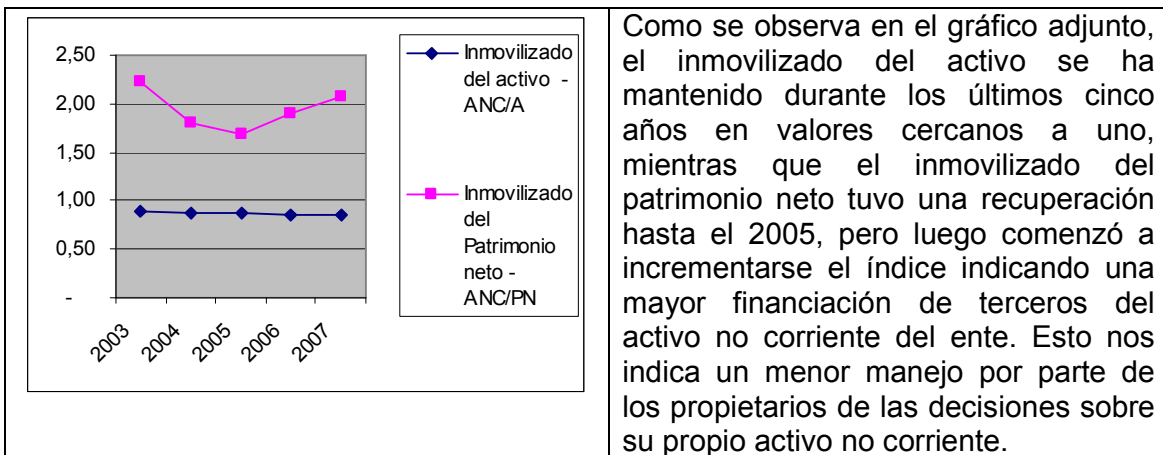 2,50
2,00
1,50
1,00
0,50
-
2003
2004
2005
2006
2007
Inmovilizado
del activo -
ANC/A
Inmovilizado
del
Patrimonio
neto -
ANC/PN
Como se observa en el gráfico adjunto,
el inmovilizado del activo se ha
mantenido durante los últimos cinco
años en valores cercanos a uno,
mientras que el inmovilizado del
patrimonio neto tuvo una recuperación
hasta el 2005, pero luego comenzó a
incrementarse el índice indicando una
mayor financiación de terceros del
activo no corriente del ente. Esto nos
indica un menor manejo por parte de
los propietarios de las decisiones sobre
su propio activo no corriente.